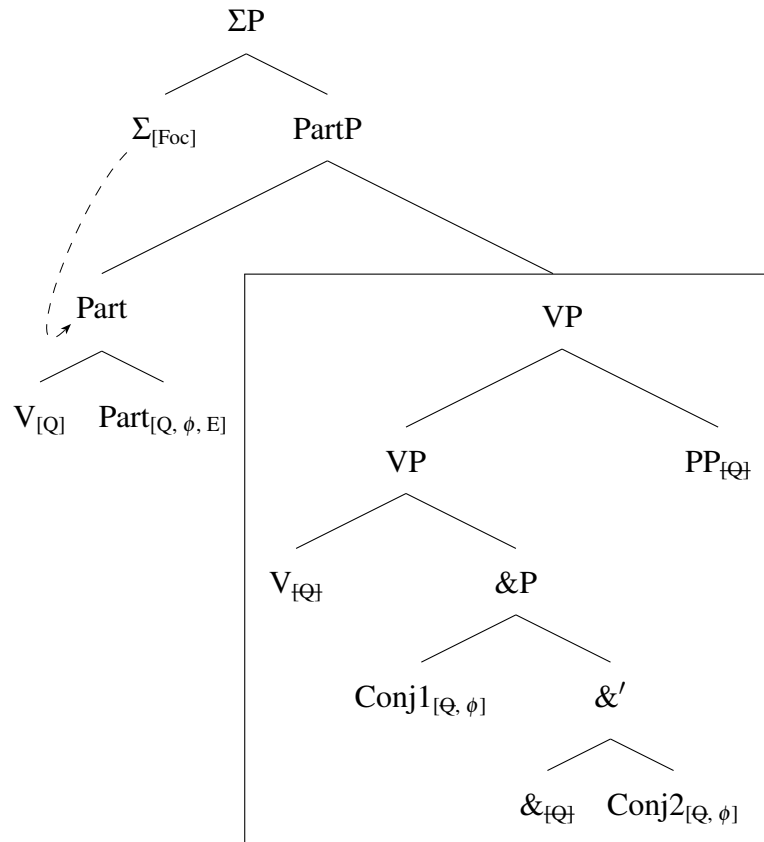 ΣP
Σ[Foc] PartP
Part VP
V[Q] Part[Q, ϕ, E] VP PP[Q]
V[Q] &P
Conj1[Q, ϕ] &′
&[Q] Conj2[Q, ϕ]